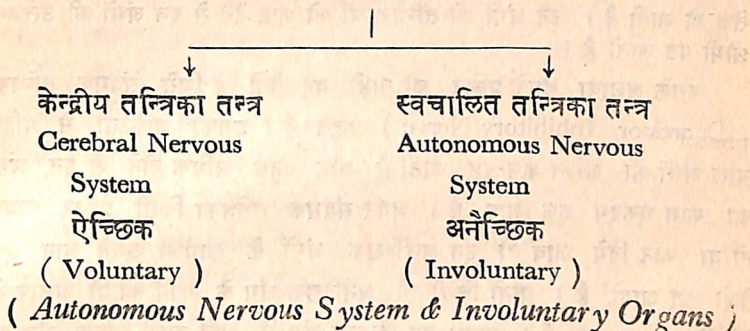 केन्द्रीय तन्त्रिका तन्त्र स्वचालित तन्त्रिका तन्त्र
Cerebral Nervous Autonomous Nervous
System System
ऐच्छिक अनैच्छिक
( Voluntary ) ( Involuntary )
( Autonomous Nervous System & Involuntary Organs )